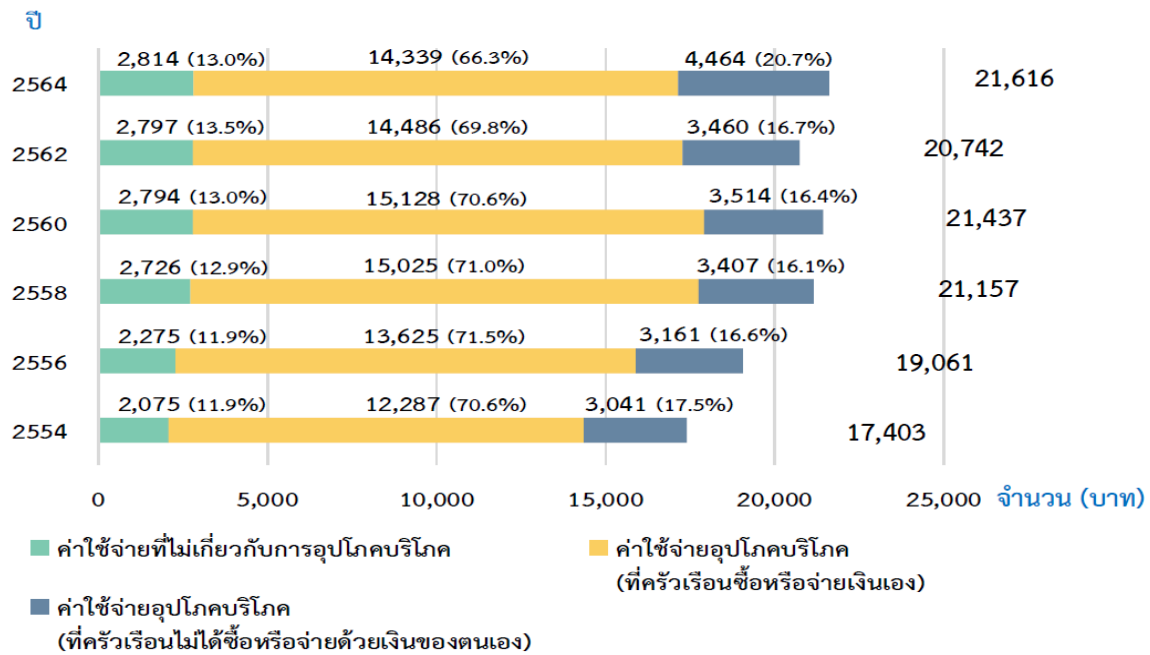 ปี
2,814 (13.0%) 14,339 (66.3%) 4,464 (20.7%)
2564 21,616
2,797 (13.5%) 14,486 (69.8%) 3,460 (16.7%)
2562 20,742
2,794 (13.0%) 15,128 (70.6%) 3,514 (16.4%)
2560 21,437
2,726 (12.9%) 15,025 (71.0%) 3,407 (16.1%)
2558 21,157
2,275 (11.9%) 13,625 (71.5%) 3,161 (16.6%)
2556 19,061
2,075 (11.9%) 12,287 (70.6%) 3,041 (17.5%)
2554 17,403
0 5,000 10,000 15,000 20,000 25,000 จำนวน (บาท)
ค่าใช้จ่ายที่ไม่เกี่ยวกับการอุปโภคบริโภค
ค่าใช้จ่ายอุปโภคบริโภค
(ที่ครัวเรือนซื้อหรือจ่ายเงินเอง)
ค่าใช้จ่ายอุปโภคบริโภค
(ที่ครัวเรือนไม่ได้ซื้อหรือจ่ายด้วยเงินของตนเอง)